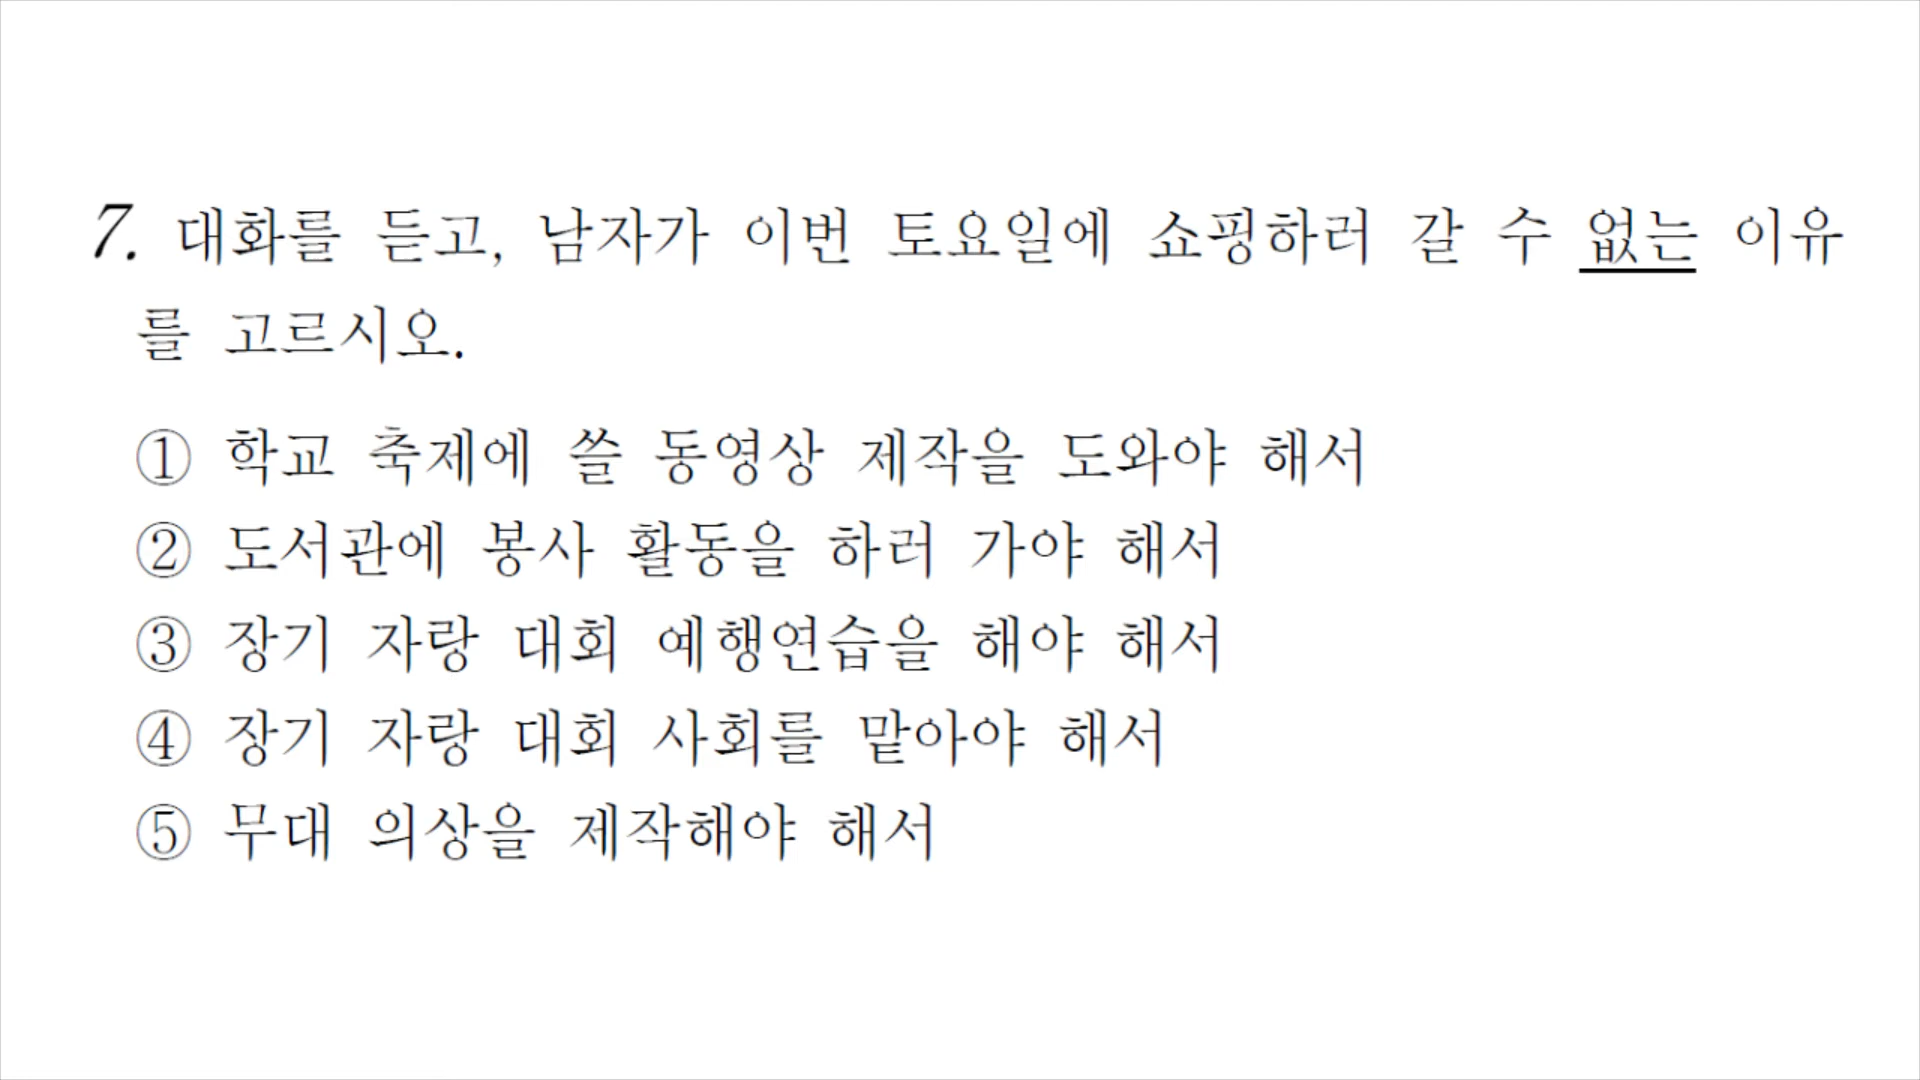 7. 대화를 듣고, 남자가 이번 토요일에 쇼핑하러 갈 수 없는 이유
를 고르시오.
① 학교 축제에 쓸 동영상 제작을 도와야 해서
② 도서관에 봉사 활동을 하러 가야 해서
③ 장기 자랑 대회 예행연습을 해야 해서
④ 장기 자랑 대회 사회를 맡아야 해서
⑤ 무대 의상을 제작해야 해서